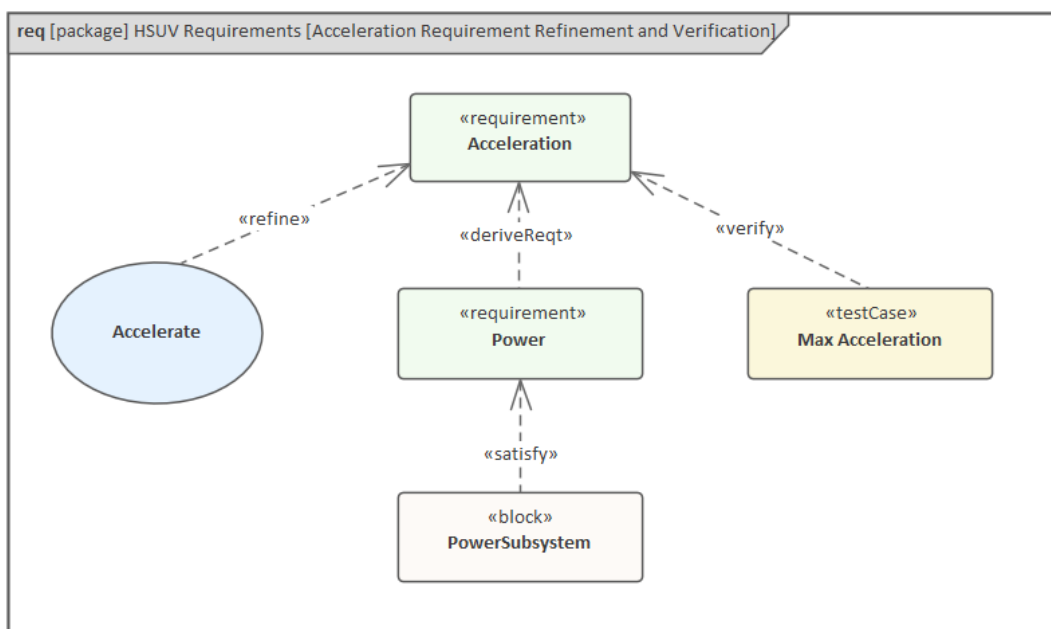 req [package] HSUV Requirements [Acceleration Requirement Refinement and Verification]
«requirement»
Acceleration
«refine»
«deriveReqt»
«verify»
Accelerate
«requirement»
Power
«testCase»
Max Acceleration
«satisfy»
«block»
PowerSubsystem